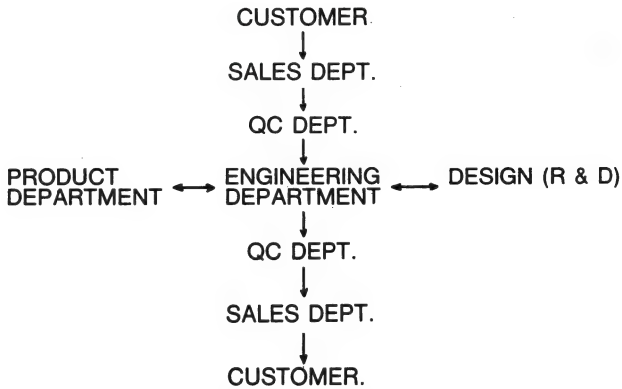 CUSTOMER
SALES DEPT.
QC DEPT.
PRODUCT
DEPARTMENT
ENGINEERING
DEPARTMENT
DESIGN (R & D)
QC DEPT.
SALES DEPT.
CUSTOMER.